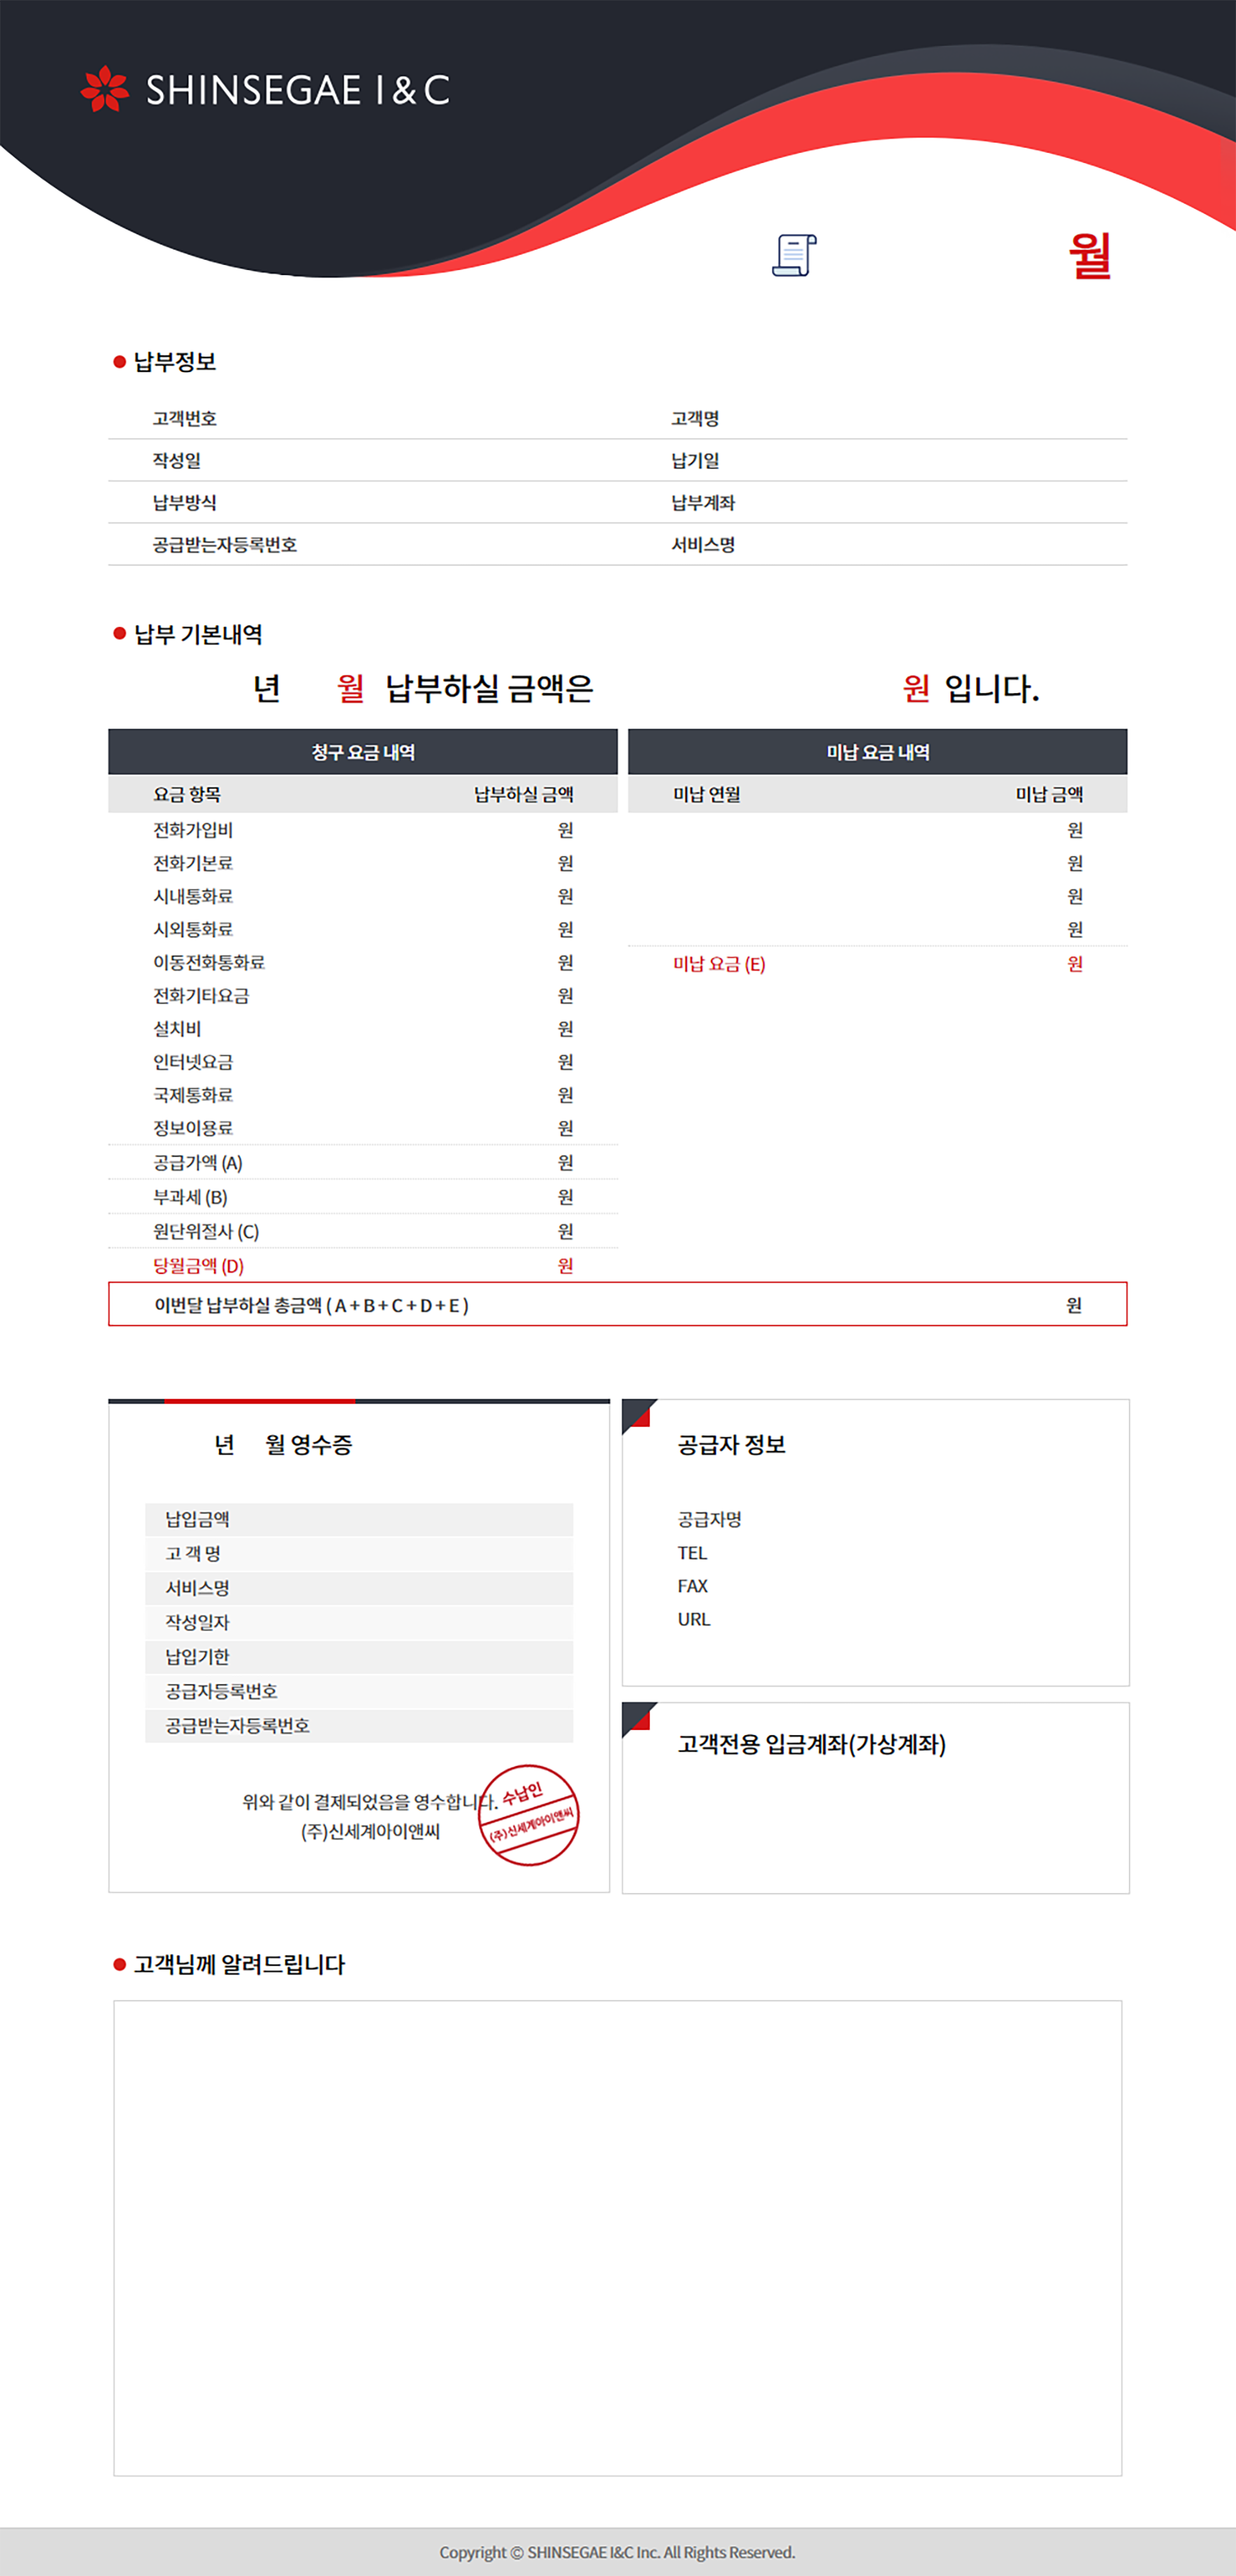 SHINSEGAE I&C
월
납부정보
고객번호 고객명
작성일 납기일
납부방식 납부계좌
공급받는자등록번호 서비스명
납부 기본내역
년 월 납부하실 금액은 원 입니다.
청구 요금 내역 미납 요금 내역
요금 항목 납부하실 금액 미납 연월 미납 금액
전화가입비 원 원
전화기본료 원 원
시내통화료 원 원
시외통화료 원 원
이동전화통화료 원 미납 요금 (E) 원
전화기타요금 원
설치비 원
인터넷요금 원
국제통화료 원
정보이용료 원
공급가액 (A) 원
부과세 (B) 원
원단위절사 (C) 원
당월금액 (D) 원
이번달 납부하실 총금액 ( A + B + C + D + E ) 원
년 월 영수증
납입금액
고 객 명
서비스명
작성일자
납입기한
공급자등록번호
공급받는자등록번호
위와 같이 결제되었음을 영수합니다.
(주)신세계아이앤씨
수납인
(주)신세계아이앤씨
공급자 정보
공급자명
TEL
FAX
URL
고객전용 입금계좌(가상계좌)
고객님께 알려드립니다
Copyright © SHINSEGAE I&C Inc. All Rights Reserved.